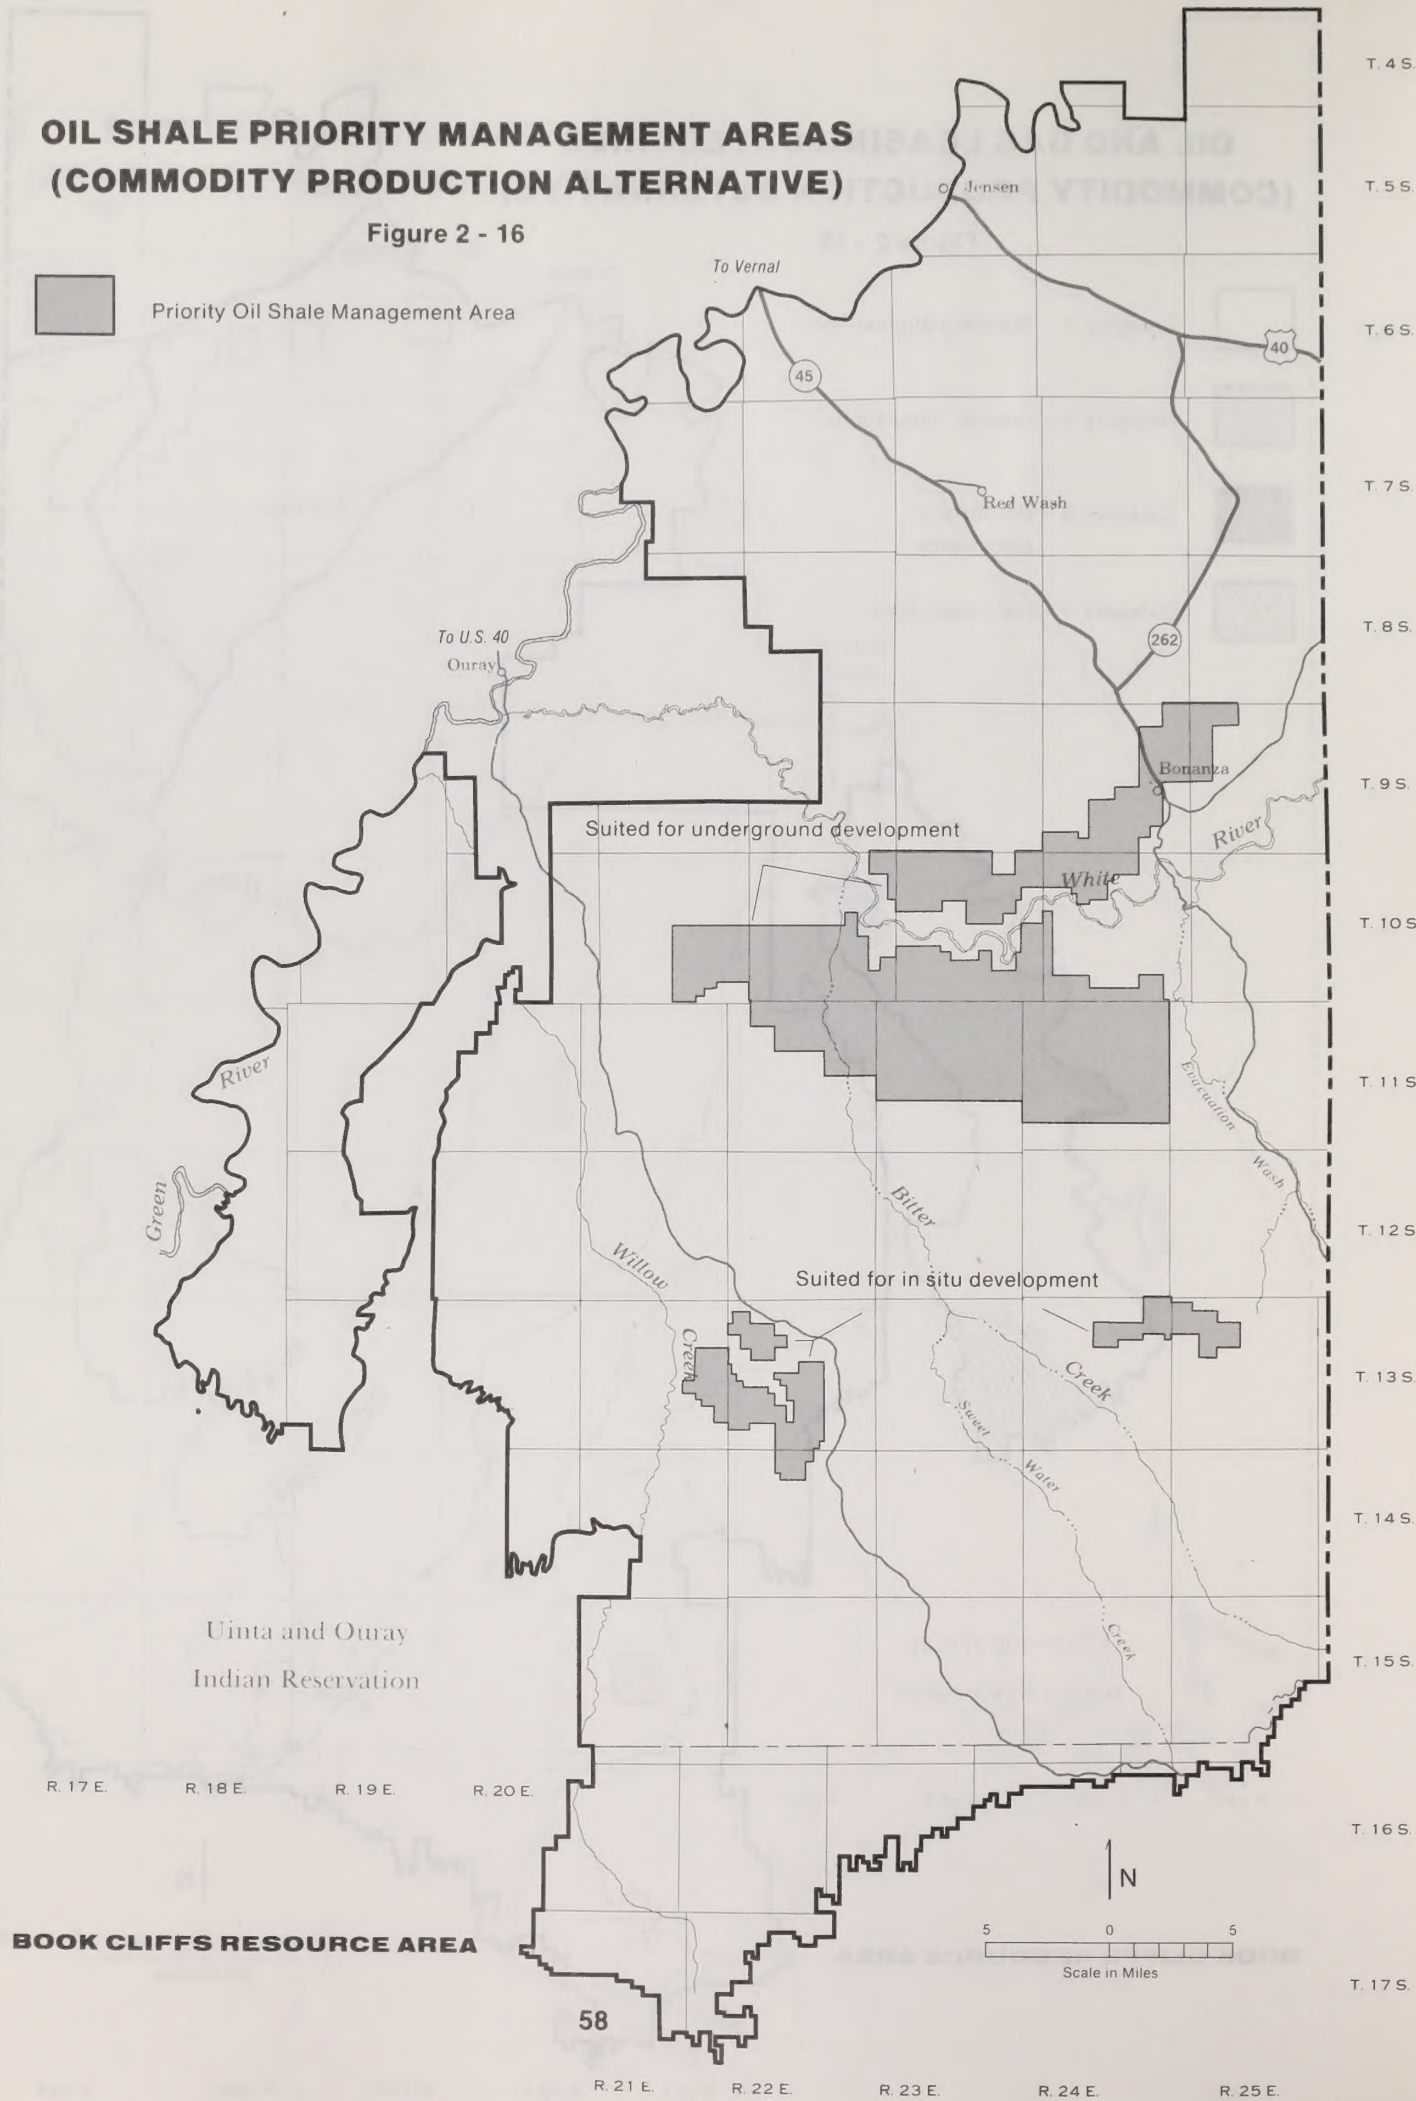 T. 4 S.
OIL SHALE PRIORITY MANAGEMENT AREAS
(COMMODITY PRODUCTION ALTERNATIVE)
Figure 2 - 16
Jensen
T. 5 S.
To Vernal
Priority Oil Shale Management Area
T. 6 S.
40
45
T. 7 S.
Red Wash
T. 8 S.
To U.S. 40
Ouray
262
Bonanza
T. 9 S.
Suited for underground development
River
White
T. 10 S
River
T. 11 S
Evacuation
Wash
Green
Bitter
T. 12 S
Willow
Suited for in situ development
Creek
T. 13 S.
Creek
Sweet
Water
T. 14 S.
Uinta and Ouray
Indian Reservation
Creek
T. 15 S.
R. 17 E.
R. 18 E.
R. 19 E.
R. 20 E.
T. 16 S.
N
BOOK CLIFFS RESOURCE AREA
5 0 5
Scale in Miles
T. 17 S.
58
R. 21 E.
R. 22 E.
R. 23 E.
R. 24 E.
R. 25 E.